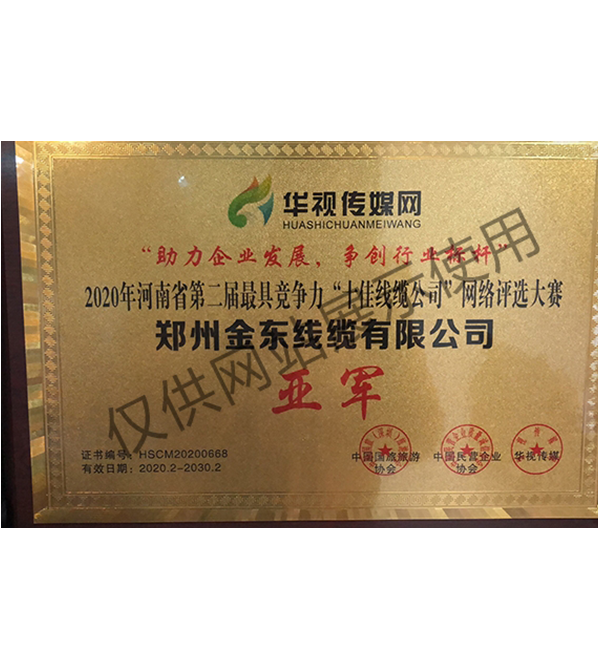 华视传媒网
HUASHICHUANMEIWANG
“助力企业发展，争创行业标杆”
2020年河南省第二届最具竞争力“十佳线缆公司”网络评选大赛
郑州金东线缆有限公司
亚军
证书编号：HSCM20200668
有效日期：2020.2-2030.2
中国国旅旅游
协会
中国民营企业
协会
华视传媒
仅供网站展示使用